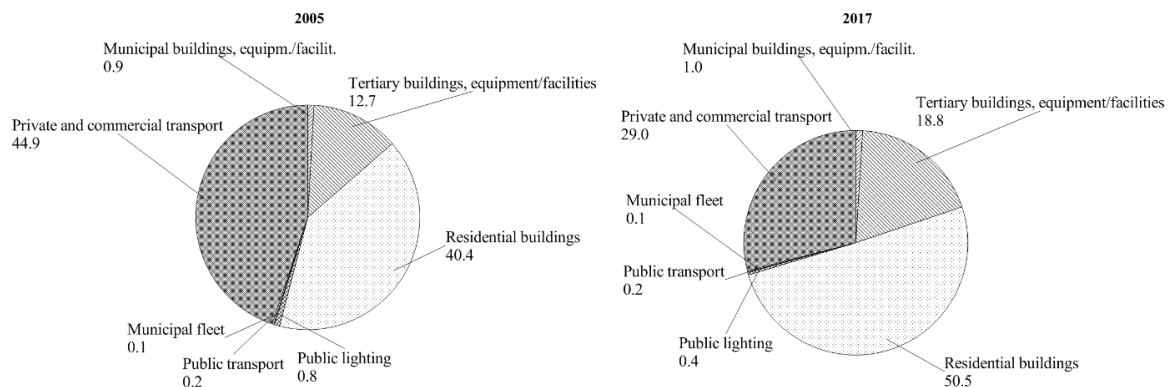 2005
Municipal buildings, equipm./facilit.
0.9
Tertiary buildings, equipment/facilities
12.7
Private and commercial transport
44.9
Residential buildings
40.4
Municipal fleet
0.1
Public transport
0.2
Public lighting
0.8
2017
Municipal buildings, equipm./facilit.
1.0
Tertiary buildings, equipment/facilities
18.8
Private and commercial transport
29.0
Municipal fleet
0.1
Public transport
0.2
Public lighting
0.4
Residential buildings
50.5